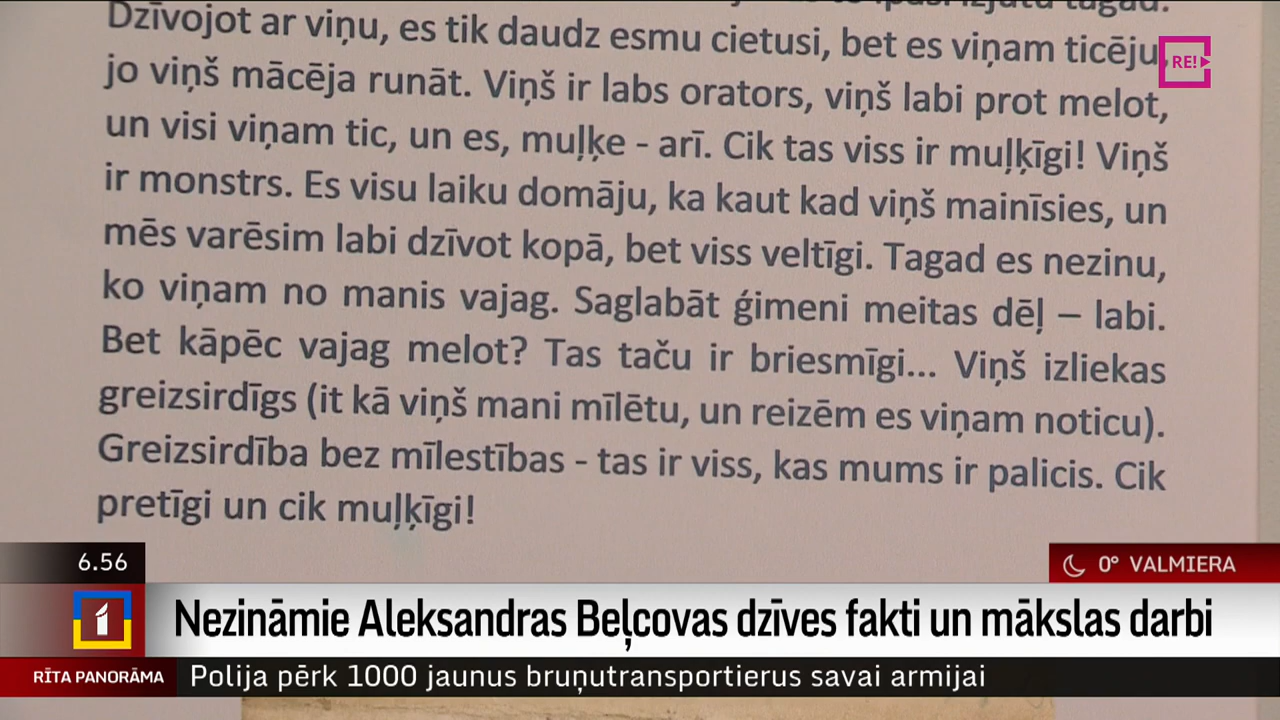 tagad.
Dzīvojot ar viņu, es tik daudz esmu cietusi, bet es viņam ticēju,
jo viņš mācēja runāt. Viņš ir labs orators, viņš labi prot melot,
un visi viņam tic, un es, muļķe - arī. Cik tas viss ir muļķīgi! Viņš
ir monstrs. Es visu laiku domāju, ka kaut kad viņš mainīsies, un
mēs varēsim labi dzīvot kopā, bet viss veltīgi. Tagad es nezinu,
ko viņam no manis vajag. Saglabāt ģimeni meitas dēļ – labi.
Bet kāpēc vajag melot? Tas taču ir briesmīgi... Viņš izliekas
greizsirdīgs (it kā viņš mani mīlētu, un reizēm es viņam noticu).
Greizsirdība bez mīlestības - tas ir viss, kas mums ir palicis. Cik
pretīgi un cik muļķīgi!
RE!
6.56
0° VALMIERA
1
Nezināmie Aleksandras Beļcovas dzīves fakti un mākslas darbi
RĪTA PANORĀMA
Polija pērk 1000 jaunus bruņutransportierus savai armijai